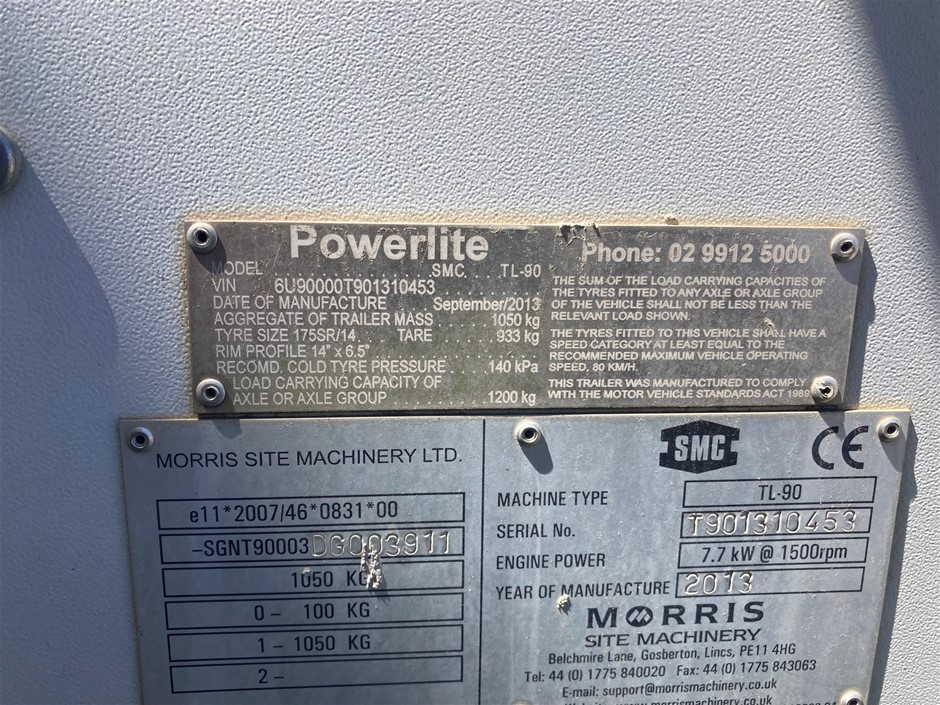 Powerlite
MODEL SMC TL-90
VIN 6U90000T901310453
DATE OF MANUFACTURE September/2013
AGGREGATE OF TRAILER MASS 1050 kg
TYRE SIZE 175SR/14 TARE 933 kg
RIM PROFILE 14" x 6.5"
RECOMD. COLD TYRE PRESSURE 140 kPa
LOAD CARRYING CAPACITY OF
AXLE OR AXLE GROUP 1200 kg
Phone: 02 9912 5000
THE SUM OF THE LOAD CARRYING CAPACITIES OF
THE TYRES FITTED TO ANY AXLE OR AXLE GROUP
OF THE VEHICLE SHALL NOT BE LESS THAN THE
RELEVANT LOAD SHOWN.
THE TYRES FITTED TO THIS VEHICLE SHALL HAVE A
SPEED CATEGORY AT LEAST EQUAL TO THE
RECOMMENDED MAXIMUM VEHICLE OPERATING
SPEED, 80 KM/H.
THIS TRAILER WAS MANUFACTURED TO COMPLY
WITH THE MOTOR VEHICLE STANDARDS ACT 1989
MORRIS SITE MACHINERY LTD.
e11*2007/46*0831*00
-SGNT90003DG003911
1050 KG
0 - 100 KG
1 - 1050 KG
2 -
SMC CE
MACHINE TYPE TL-90
SERIAL No. T901310453
ENGINE POWER 7.7 kW @ 1500rpm
YEAR OF MANUFACTURE 2013
MORRIS
SITE MACHINERY
Belchmire Lane, Gosberton, Lincs, PE11 4HG
Tel: 44 (0) 1775 840020 Fax: 44 (0) 1775 843063
E-mail: support@morrismachinery.co.uk
www.morrismachinery.co.uk